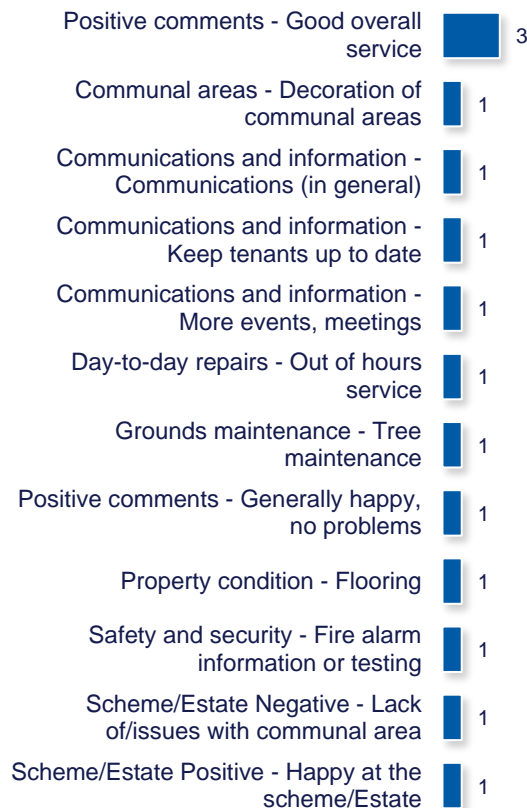 Positive comments - Good overall
service
3
Communal areas - Decoration of
communal areas
1
Communications and information -
Communications (in general)
1
Communications and information -
Keep tenants up to date
1
Communications and information -
More events, meetings
1
Day-to-day repairs - Out of hours
service
1
Grounds maintenance - Tree
maintenance
1
Positive comments - Generally happy,
no problems
1
Property condition - Flooring
1
Safety and security - Fire alarm
information or testing
1
Scheme/Estate Negative - Lack
of/issues with communal area
1
Scheme/Estate Positive - Happy at the
scheme/Estate
1